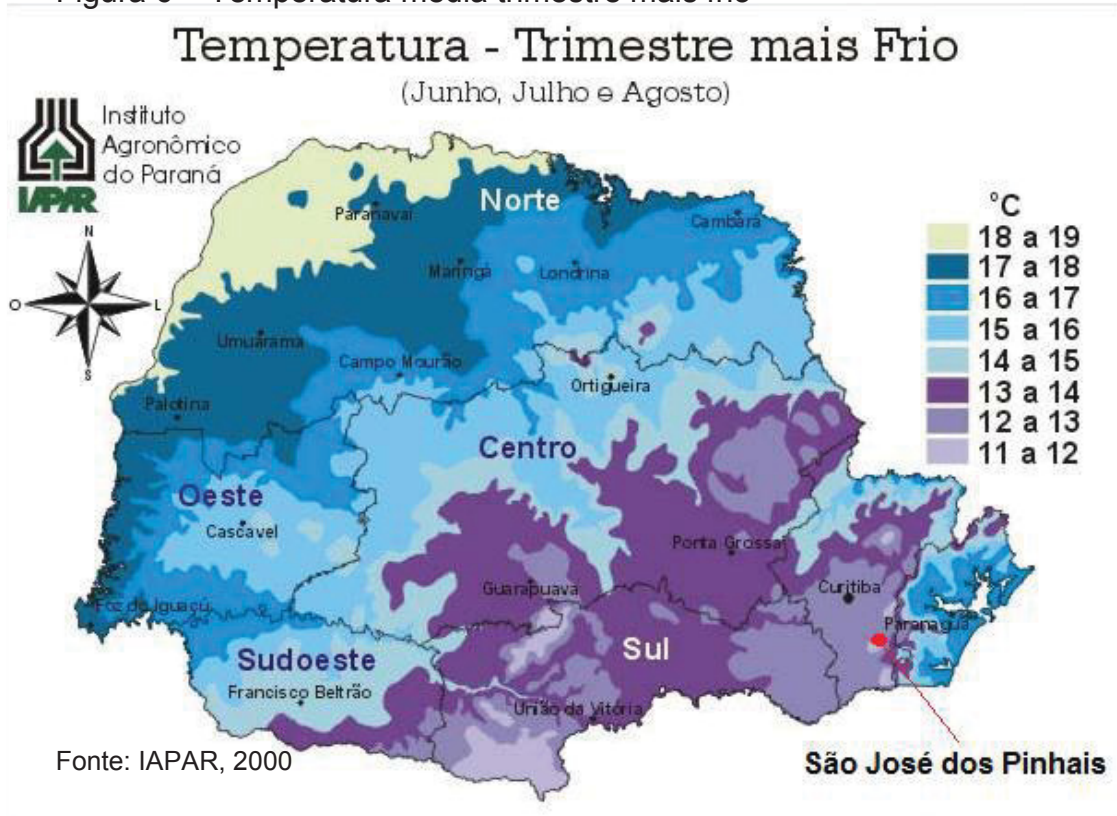 Temperatura - Trimestre mais Frio
(Junho, Julho e Agosto)
Instituto
Agronômico
do Paraná
IAPAR
N
O
L
S
°C
18 a 19
17 a 18
16 a 17
15 a 16
14 a 15
13 a 14
12 a 13
11 a 12
Norte
Paranavaí
Cambará
Maringá
Londrina
Umuarama
Campo Mourão
Ortigueira
Palotina
Centro
Oeste
Cascavel
Ponta Grossa
Guarapuava
Curitiba
Foz do Iguaçu
Paranaguá
Sudoeste
Sul
Francisco Beltrão
União da Vitória
Fonte: IAPAR, 2000
São José dos Pinhais